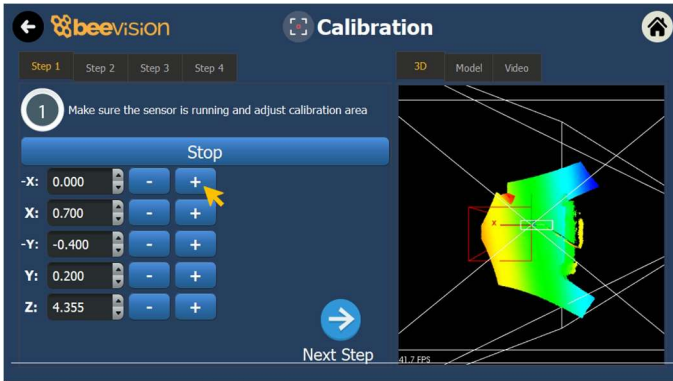 beevision
Calibration
Step 1 Step 2 Step 3 Step 4
3D Model Video
1 Make sure the sensor is running and adjust calibration area
Stop
-X: 0.000 - +
X: 0.700 - +
-Y: -0.400 - +
Y: 0.200 - +
Z: 4.355 - +
x
Next Step
41.7 FPS